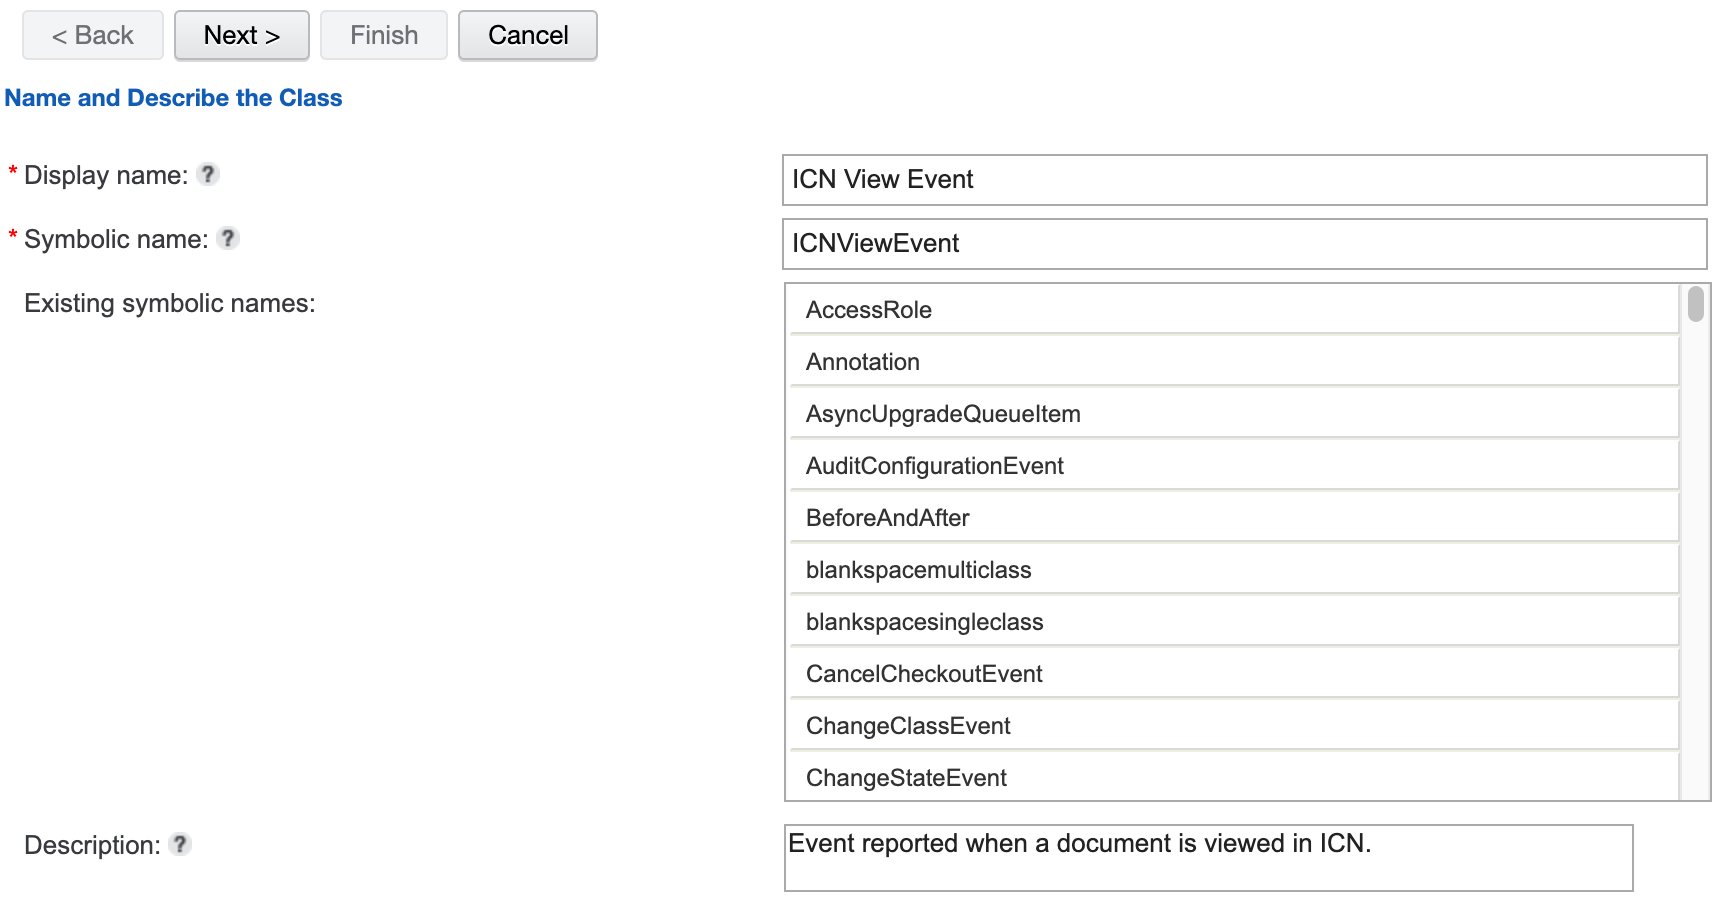 < Back Next > Finish Cancel
Name and Describe the Class
* Display name: ? ICN View Event
* Symbolic name: ? ICNViewEvent
Existing symbolic names:
AccessRole
Annotation
AsyncUpgradeQueueItem
AuditConfigurationEvent
BeforeAndAfter
blankspacemulticlass
blankspacesingleclass
CancelCheckoutEvent
ChangeClassEvent
ChangeStateEvent
Description: ? Event reported when a document is viewed in ICN.